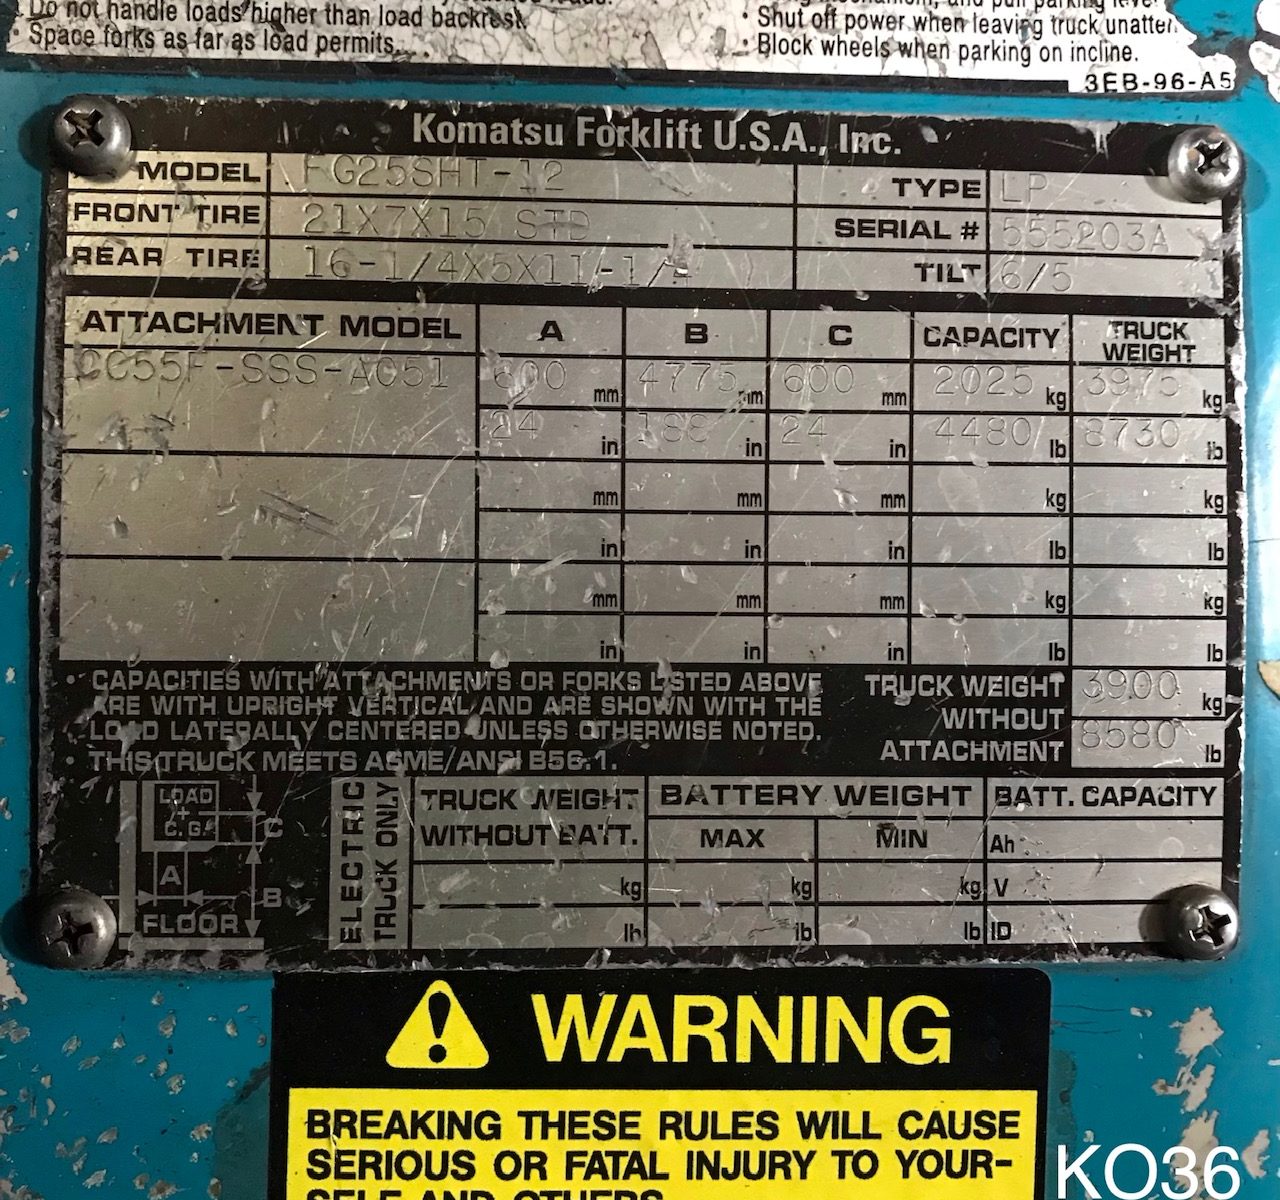 Do not handle loads higher than load backrest.
• Space forks as far as load permits.
• Shut off power when leaving truck unatten
• Block wheels when parking on incline.
3EB-96-A5
Komatsu Forklift U.S.A., Inc.
MODEL FG25SHT-12 TYPE LP
FRONT TIRE 21X7X15 STD SERIAL # 555203A
REAR TIRE 16-1/4X5X11-1/4 TILT 6/5
ATTACHMENT MODEL A B C CAPACITY TRUCK WEIGHT
CC55F-SSS-A051 600 mm 4775 mm 600 mm 2025 kg 3975 kg
24 in 188 in 24 in 4480 lb 8730 lb
mm mm mm kg kg
in in in lb lb
mm mm mm kg kg
in in in lb lb
• CAPACITIES WITH ATTACHMENTS OR FORKS LISTED ABOVE
ARE WITH UPRIGHT VERTICAL AND ARE SHOWN WITH THE
LOAD LATERALLY CENTERED UNLESS OTHERWISE NOTED.
• THIS TRUCK MEETS ASME/ANSI B56.1.
TRUCK WEIGHT 3900 kg
WITHOUT
ATTACHMENT 8580 lb
LOAD
C.G.
C
A
B
FLOOR
ELECTRIC
TRUCK ONLY
TRUCK WEIGHT BATTERY WEIGHT BATT. CAPACITY
WITHOUT BATT. MAX MIN Ah
kg kg kg V
lb lb lb ID
WARNING
BREAKING THESE RULES WILL CAUSE
SERIOUS OR FATAL INJURY TO YOUR-
SELF AND OTHERS
KO36